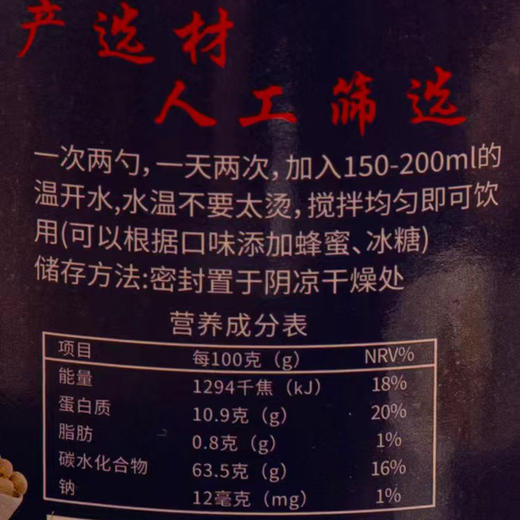 产选材
人工筛选
一次两勺,一天两次,加入150-200ml的
温开水,水温不要太烫,搅拌均匀即可饮
用(可以根据口味添加蜂蜜、冰糖)
储存方法:密封置于阴凉干燥处
营养成分表
项目 每100克(g) NRV%
能量 1294千焦(kJ) 18%
蛋白质 10.9克(g) 20%
脂肪 0.8克(g) 1%
碳水化合物 63.5克(g) 16%
钠 12毫克(mg) 1%